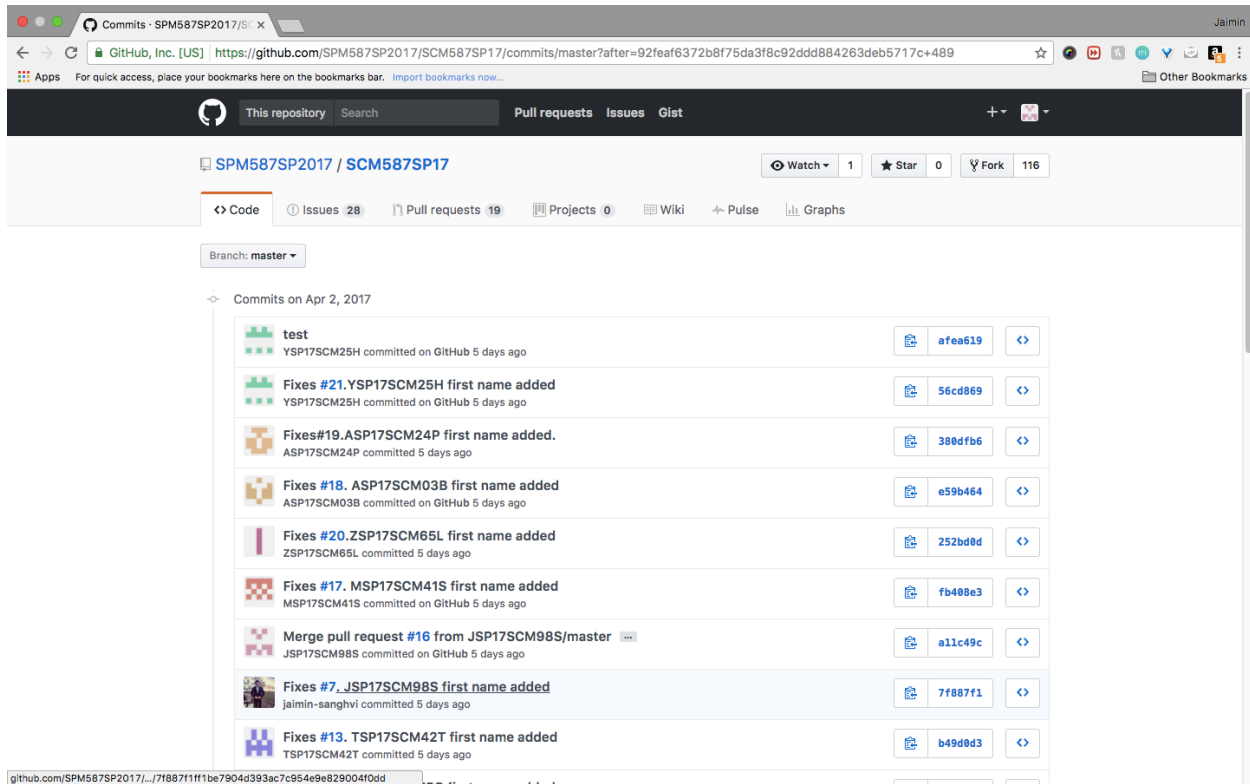 Commits · SPM587SP2017/SC ×
Jaimin
GitHub, Inc. [US] https://github.com/SPM587SP2017/SCM587SP17/commits/master?after=92feaf6372b8f75da3f8c92ddd884263deb5717c+489
Apps For quick access, place your bookmarks here on the bookmarks bar. Import bookmarks now... Other Bookmarks
This repository Search Pull requests Issues Gist
SPM587SP2017 / SCM587SP17 Watch 1 Star 0 Fork 116
Code Issues 28 Pull requests 19 Projects 0 Wiki Pulse Graphs
Branch: master
Commits on Apr 2, 2017
test
YSP17SCM25H committed on GitHub 5 days ago
afea619
Fixes #21.YSP17SCM25H first name added
YSP17SCM25H committed on GitHub 5 days ago
56cd869
Fixes#19.ASP17SCM24P first name added.
ASP17SCM24P committed 5 days ago
380dfb6
Fixes #18. ASP17SCM03B first name added
ASP17SCM03B committed on GitHub 5 days ago
e59b464
Fixes #20.ZSP17SCM65L first name added
ZSP17SCM65L committed 5 days ago
252bd0d
Fixes #17. MSP17SCM41S first name added
MSP17SCM41S committed on GitHub 5 days ago
fb408e3
Merge pull request #16 from JSP17SCM98S/master …
JSP17SCM98S committed on GitHub 5 days ago
a11c49c
Fixes #7. JSP17SCM98S first name added
jaimin-sanghvi committed 5 days ago
7f887f1
Fixes #13. TSP17SCM42T first name added
TSP17SCM42T committed 5 days ago
b49d0d3
github.com/SPM587SP2017/.../7f887f1ff1be7904d393ac7c954e9e829004f0dd